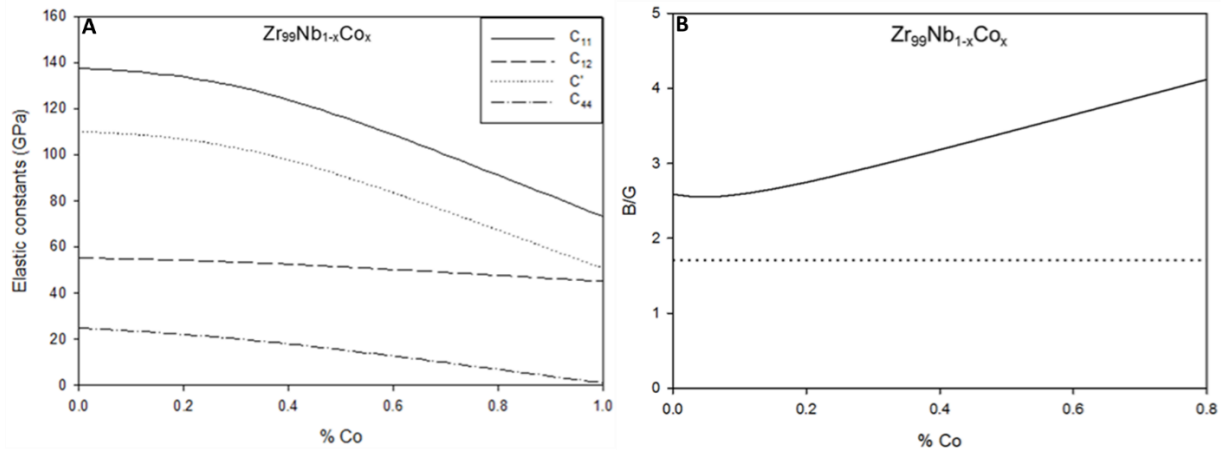 A
Zr₉₉Nb₁₋ₓCoₓ
C₁₁
C₁₂
C'
C₄₄
Elastic constants (GPa)
160
140
120
100
80
60
40
20
0
0.0 0.2 0.4 0.6 0.8 1.0
% Co
B
Zr₉₉Nb₁₋ₓCoₓ
B/G
5
4
3
2
1
0
0.0 0.2 0.4 0.6 0.8
% Co